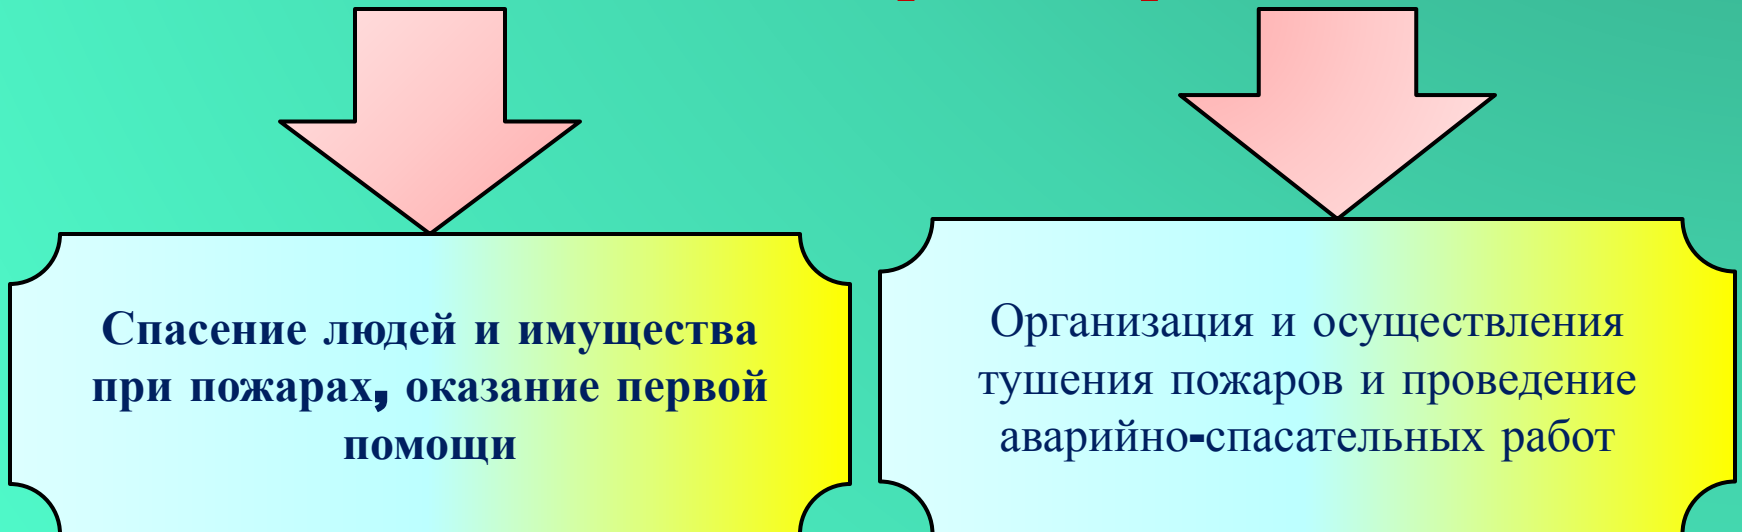 Спасение людей и имущества
при пожарах, оказание первой
помощи
Организация и осуществления
тушения пожаров и проведение
аварийно-спасательных работ